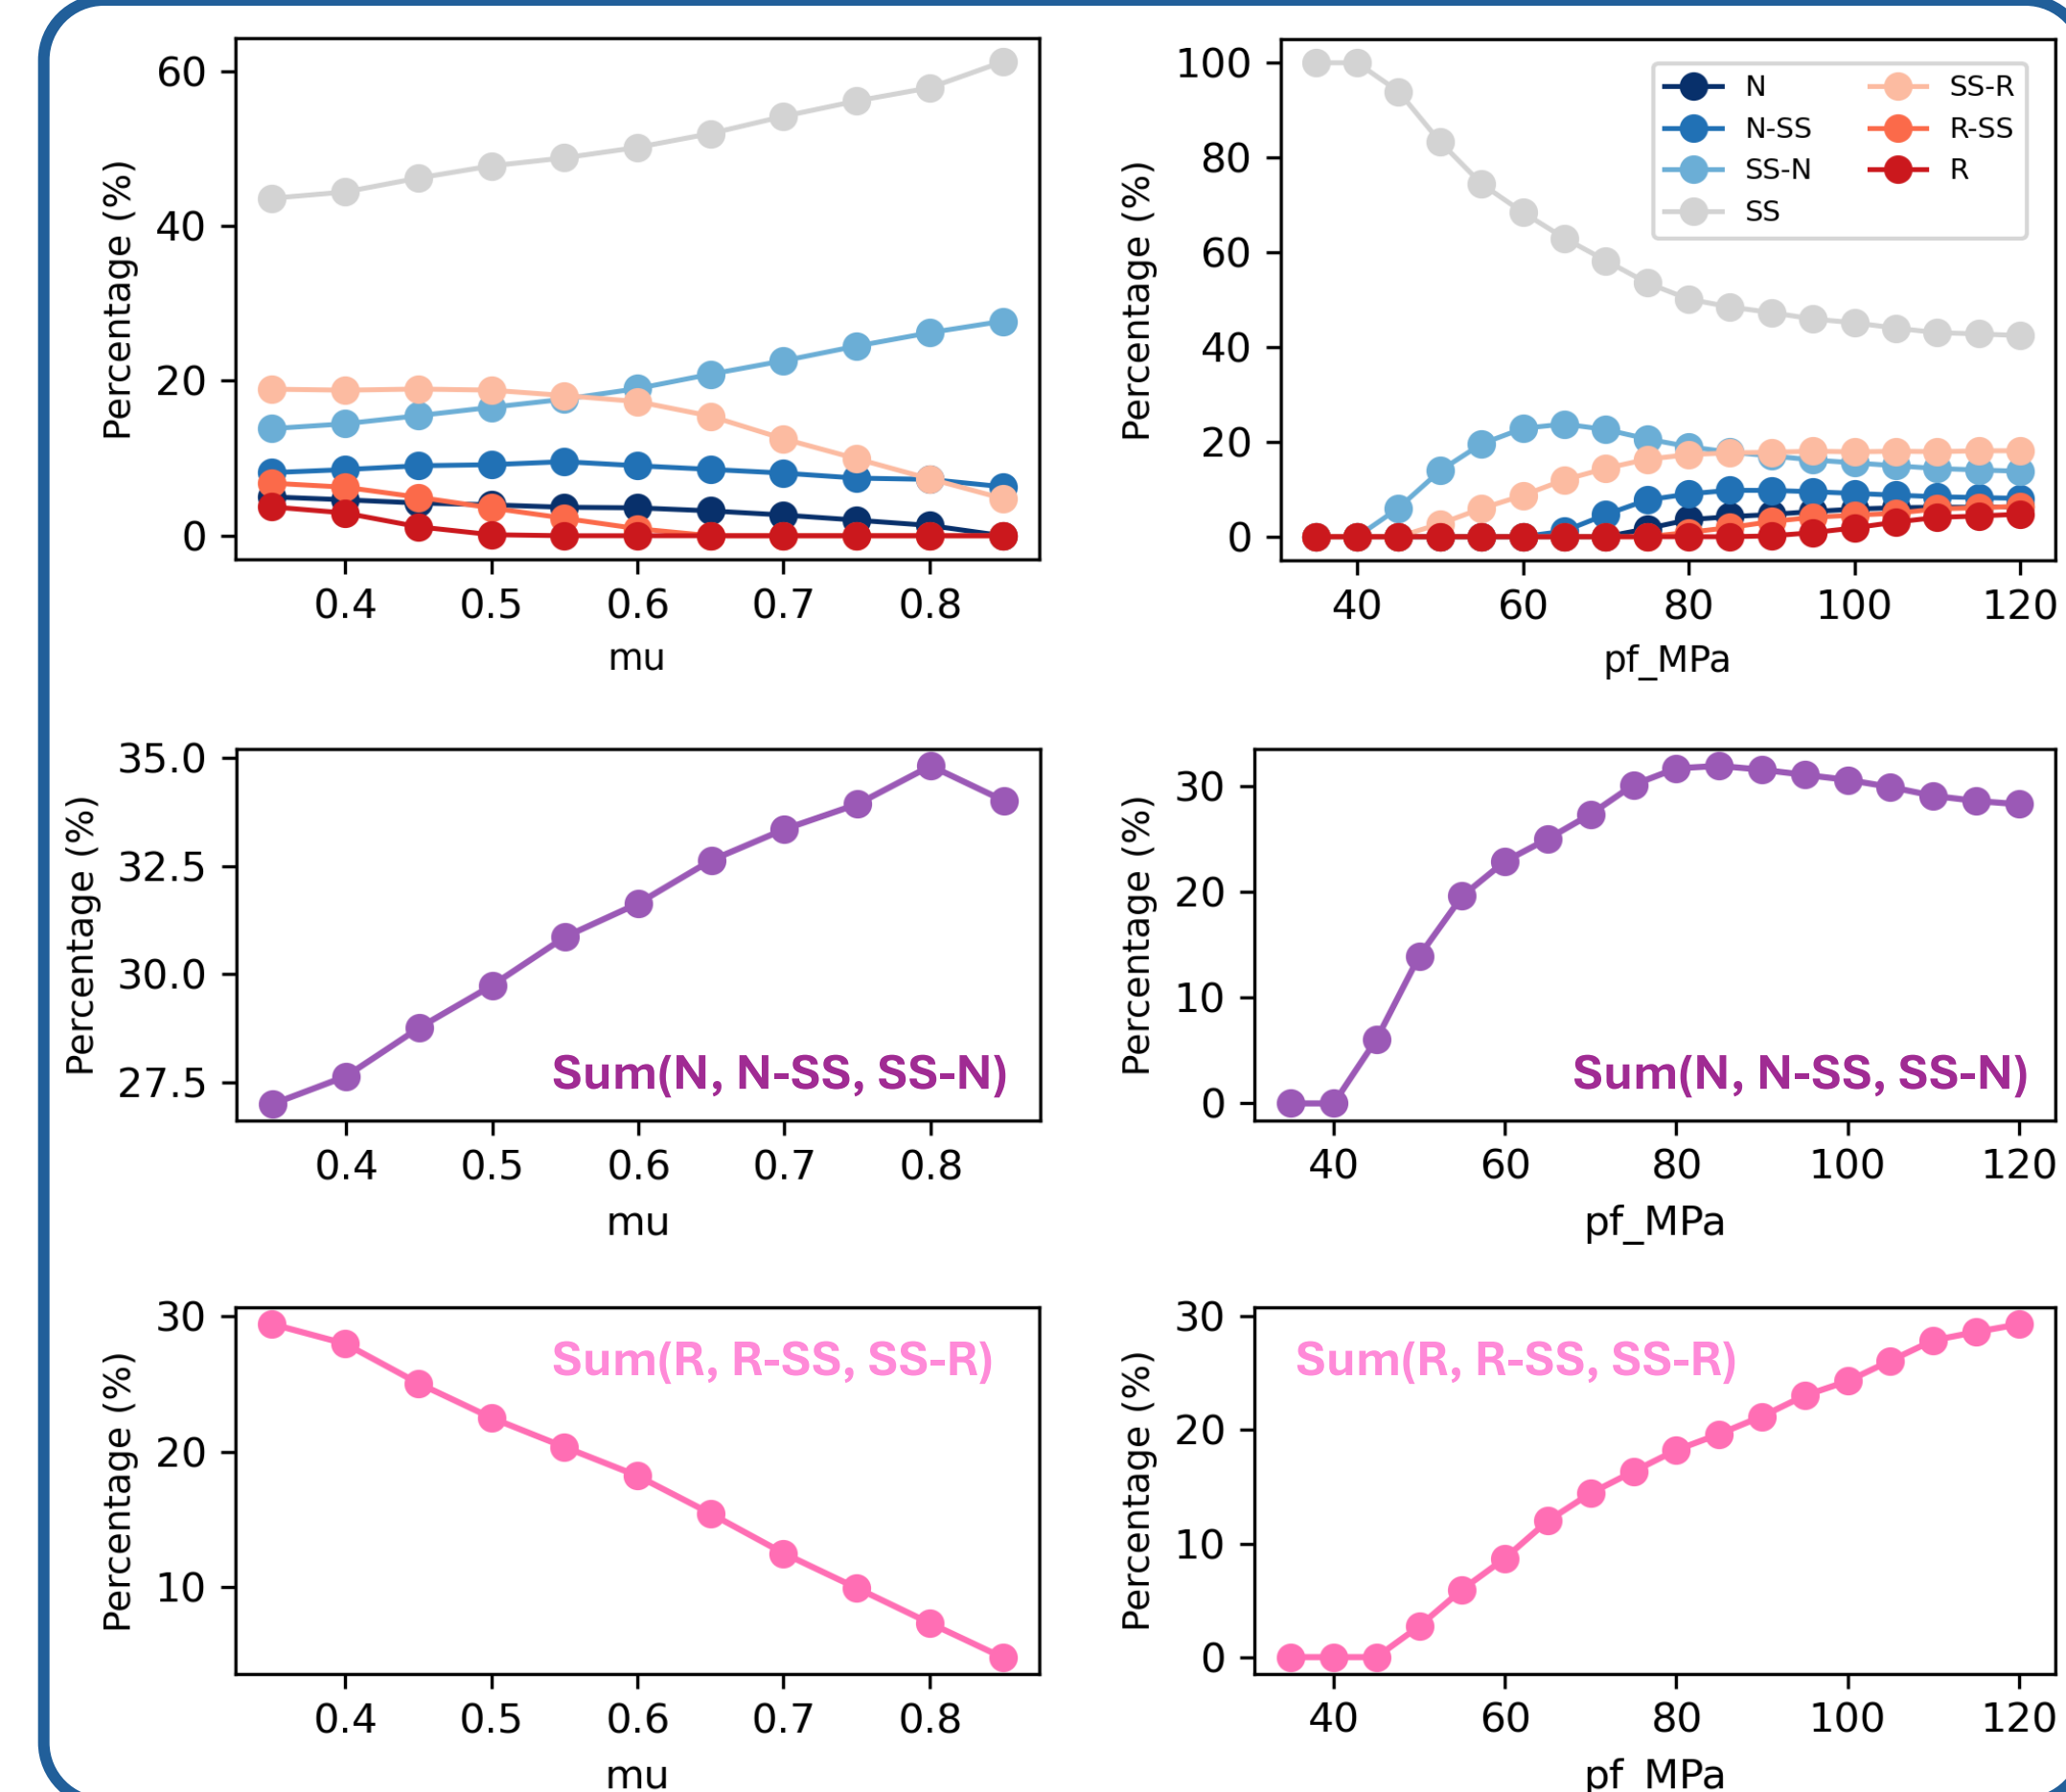 60
40
20
0
Percentage (%)
0.4 0.5 0.6 0.7 0.8
mu
100
80
60
40
20
0
Percentage (%)
N
N-SS
SS-N
SS
SS-R
R-SS
R
40 60 80 100 120
pf_MPa
35.0
32.5
30.0
27.5
Percentage (%)
Sum(N, N-SS, SS-N)
0.4 0.5 0.6 0.7 0.8
mu
30
20
10
0
Percentage (%)
Sum(N, N-SS, SS-N)
40 60 80 100 120
pf_MPa
30
20
10
Percentage (%)
Sum(R, R-SS, SS-R)
0.4 0.5 0.6 0.7 0.8
mu
30
20
10
0
Percentage (%)
Sum(R, R-SS, SS-R)
40 60 80 100 120
pf_MPa